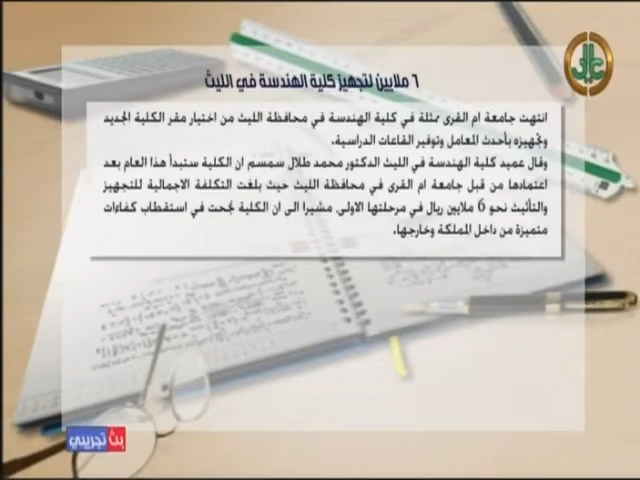 ٦ ملايين لتجهيز كلية الهندسة في الليث
انتهت جامعة ام القرى ممثلة في كلية الهندسة في محافظة الليث من اختيار مقر الكلية الجديد
وتجهيزه بأحدث المعامل وتوفير القاعات الدراسية.
وقال عميد كلية الهندسة في الليث الدكتور محمد طلال سمسم ان الكلية ستبدأ هذا العام بعد
اعتمادها من قبل جامعة ام القرى في محافظة الليث حيث بلغت التكلفة الاجمالية للتجهيز
والتأثيث نحو 6 ملايين ريال في مرحلتها الاولى، مشيرا الى ان الكلية نجحت في استقطاب كفاءات
متميزة من داخل المملكة وخارجها.
بث تجريبي